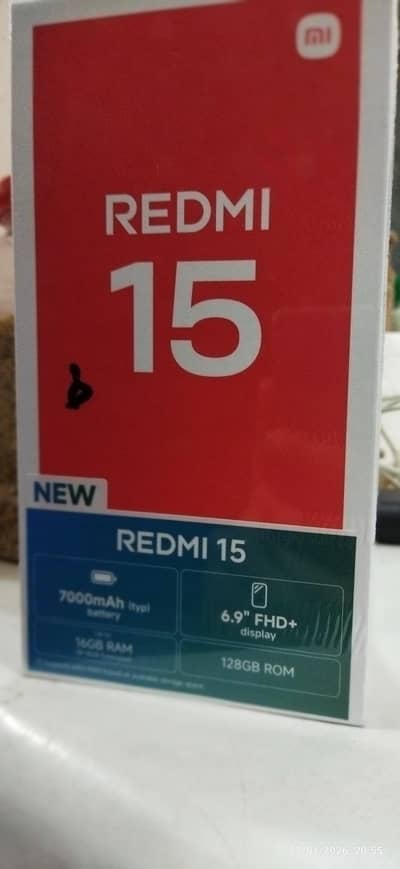 mi
REDMI
15
NEW
REDMI 15
7000mAh (typ)
battery
6.9" FHD+
display
16GB RAM
128GB ROM